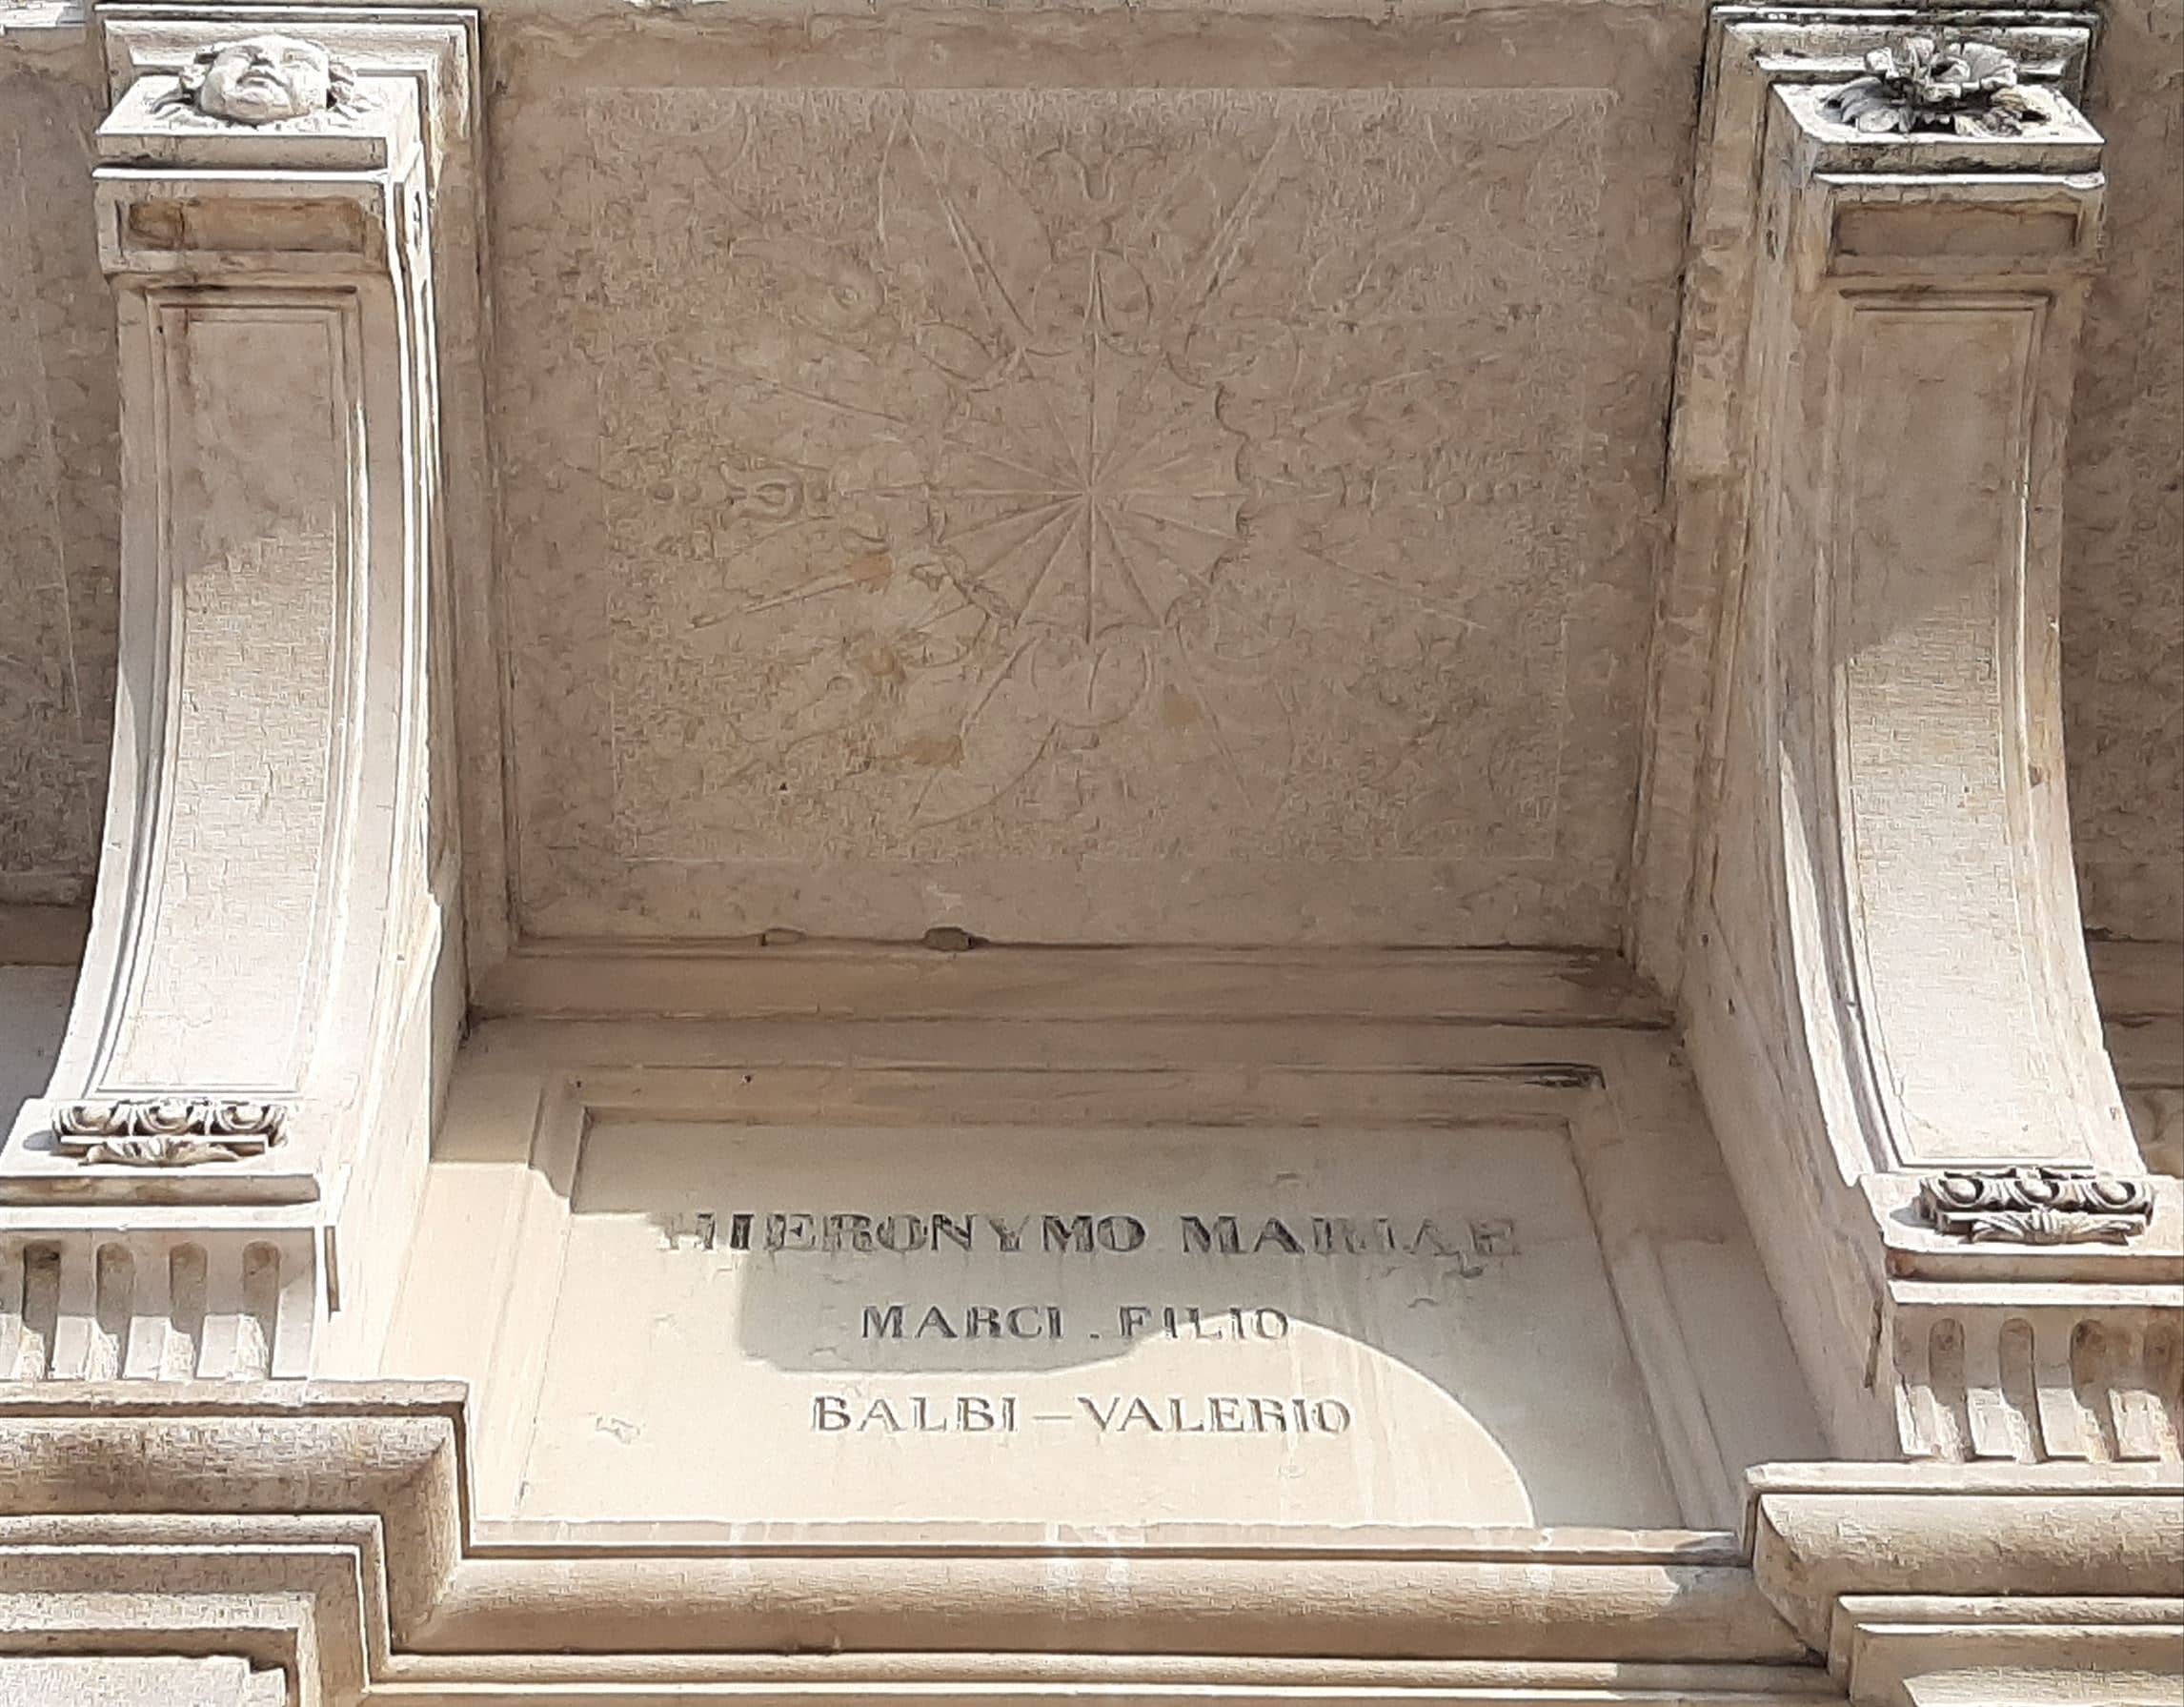 HIERONYMO MARIAE
MARCI . FILIO
BALBI – VALERIO